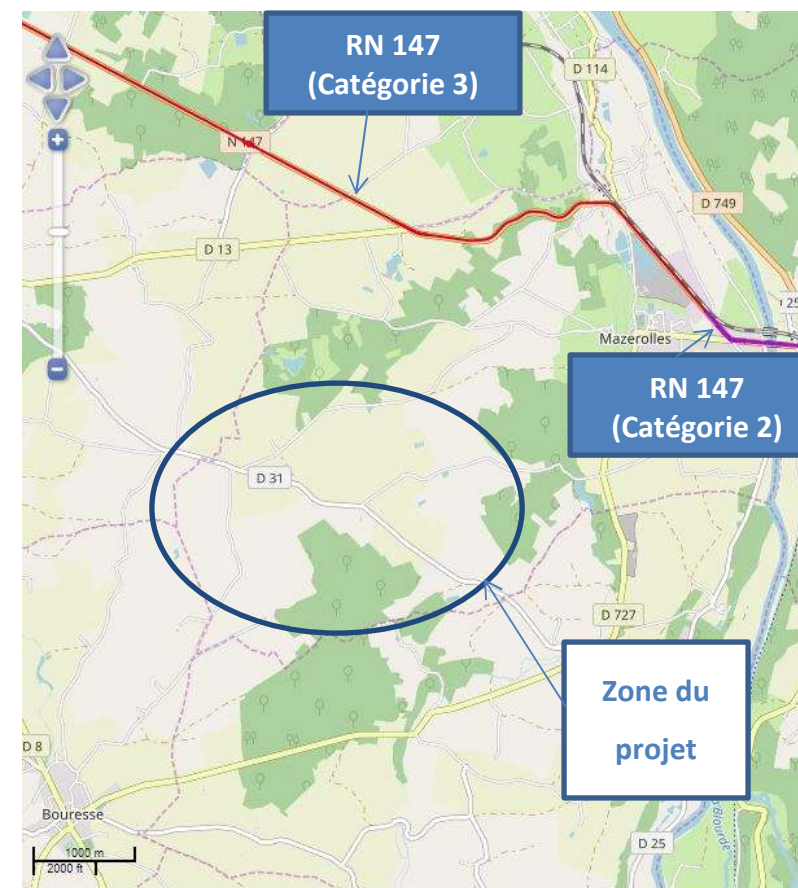 RN 147
(Catégorie 3)
D 114
N 147
D 749
D 13
Mazerolles
RN 147
(Catégorie 2)
D 31
D 727
Zone du
projet
D 8
Bouresse
D 25
1000 m
2000 ft